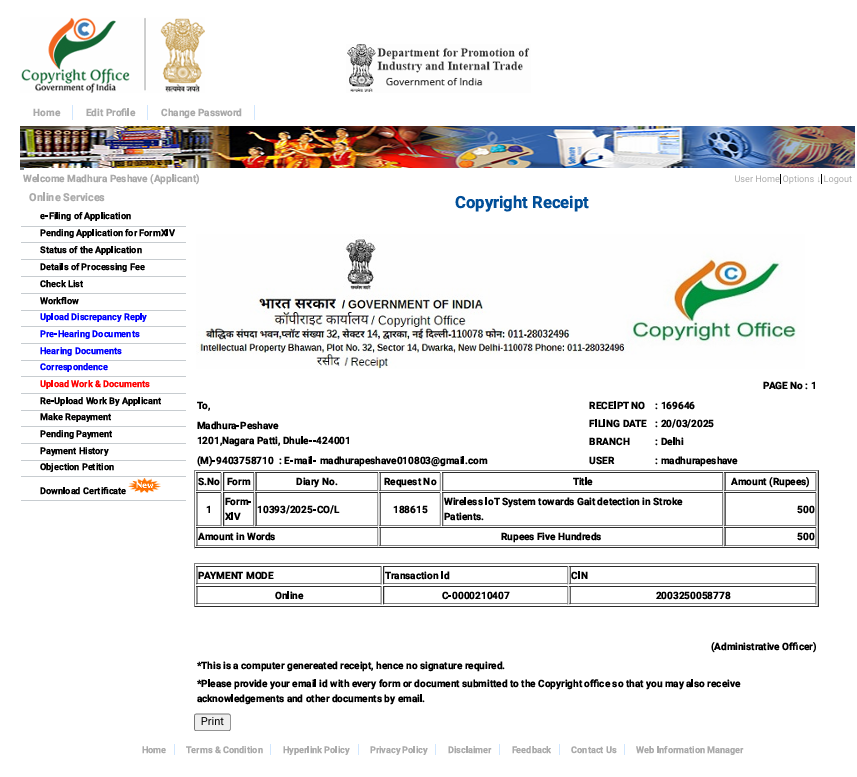 Copyright Office
Government of India
सत्यमेव जयते
Department for Promotion of
Industry and Internal Trade
Government of India
Home Edit Profile Change Password
Welcome Madhura Peshave (Applicant)
User Home|Options ↓|Logout
Online Services
e-Filing of Application
Pending Application for FormXIV
Status of the Application
Details of Processing Fee
Check List
Workflow
Upload Discrepancy Reply
Pre-Hearing Documents
Hearing Documents
Correspondence
Upload Work & Documents
Re-Upload Work By Applicant
Make Repayment
Pending Payment
Payment History
Objection Petition
Download Certificate New
Copyright Receipt
भारत सरकार / GOVERNMENT OF INDIA
कॉपीराइट कार्यालय / Copyright Office
बौद्धिक संपदा भवन,प्लॉट संख्या 32, सेक्टर 14, द्वारका, नई दिल्ली-110078 फोन: 011-28032496
Intellectual Property Bhawan, Plot No. 32, Sector 14, Dwarka, New Delhi-110078 Phone: 011-28032496
रसीद / Receipt
Copyright Office
PAGE No : 1
To,
RECEIPT NO : 169646
Madhura-Peshave
FILING DATE : 20/03/2025
1201,Nagara Patti, Dhule--424001
BRANCH : Delhi
(M)-9403758710 : E-mail- madhurapeshave010803@gmail.com
USER : madhurapeshave
S.No Form Diary No. Request No Title Amount (Rupees)
1 Form-XIV 10393/2025-CO/L 188615 Wireless IoT System towards Gait detection in Stroke
Patients. 500
Amount in Words Rupees Five Hundreds 500
PAYMENT MODE Transaction Id CIN
Online C-0000210407 2003250058778
(Administrative Officer)
*This is a computer genereated receipt, hence no signature required.
*Please provide your email id with every form or document submitted to the Copyright office so that you may also receive
acknowledgements and other documents by email.
Print
Home Terms & Condition Hyperlink Policy Privacy Policy Disclaimer Feedback Contact Us Web Information Manager